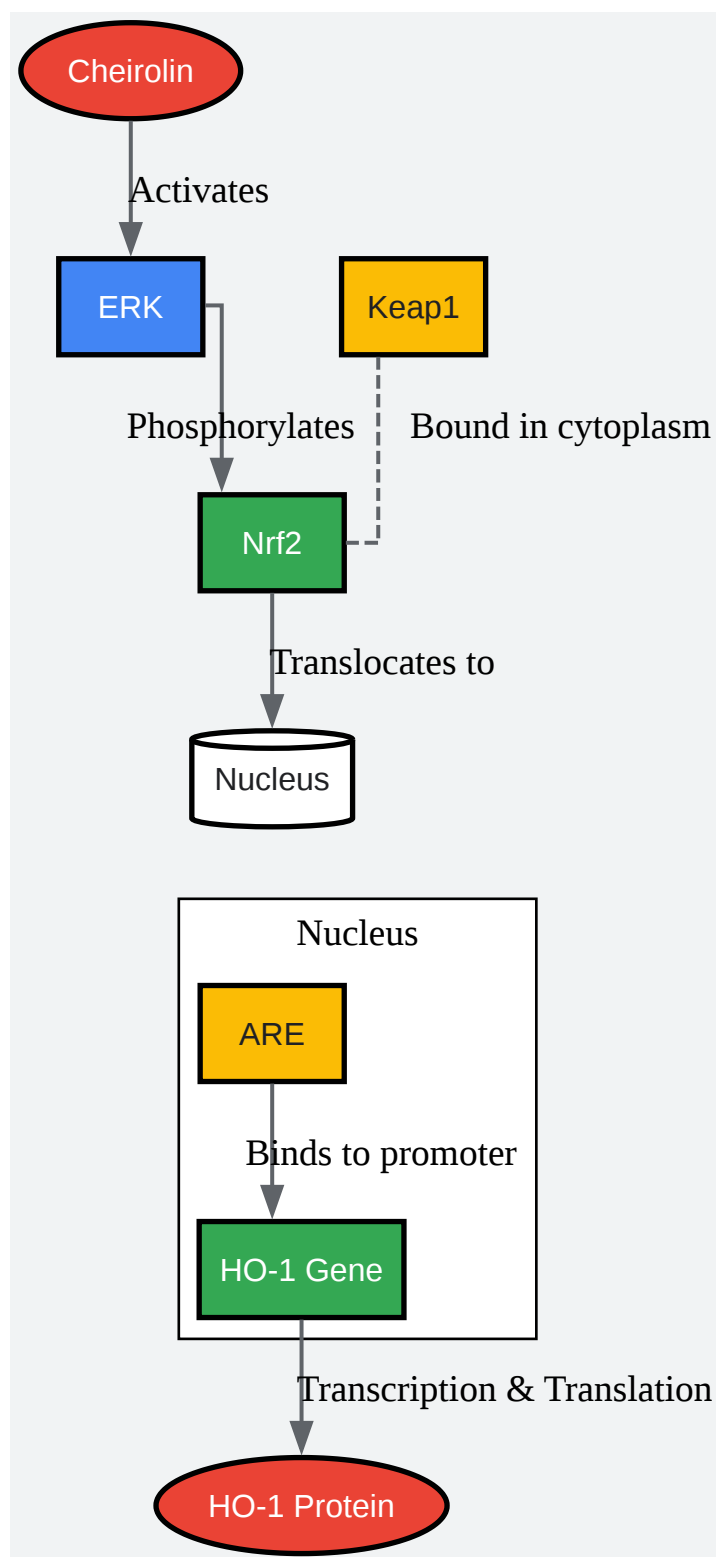 Cheirolin
Activates
ERK
Keap1
Phosphorylates
Bound in cytoplasm
Nrf2
Translocates to
Nucleus
Nucleus
ARE
Binds to promoter
HO-1 Gene
Transcription & Translation
HO-1 Protein